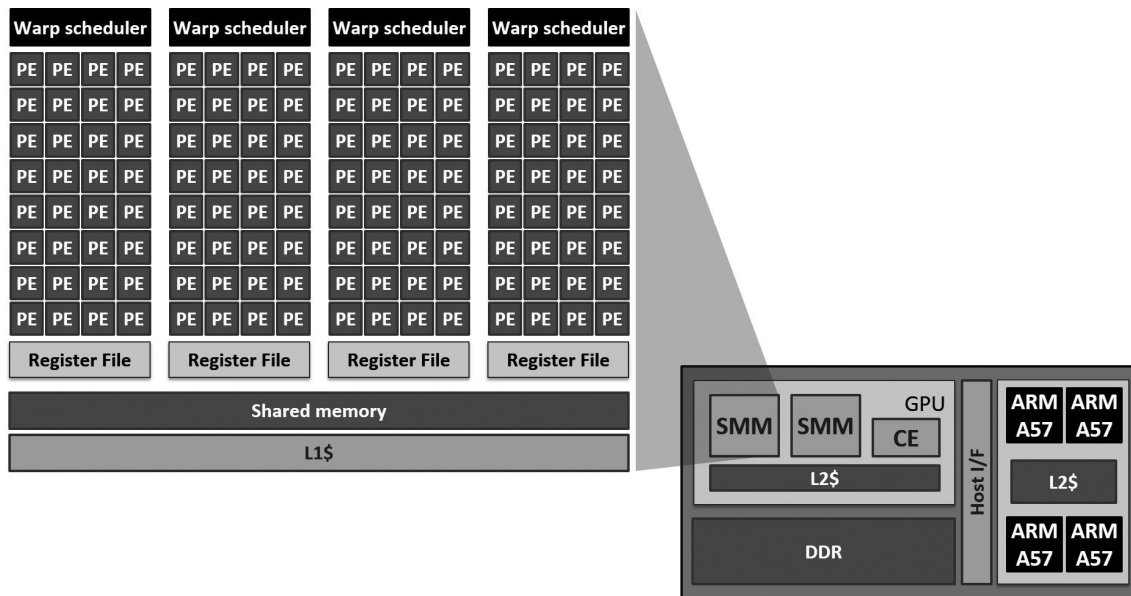 Warp scheduler Warp scheduler Warp scheduler Warp scheduler
PE PE PE PE PE PE PE PE PE PE PE PE PE PE PE PE
PE PE PE PE PE PE PE PE PE PE PE PE PE PE PE PE
PE PE PE PE PE PE PE PE PE PE PE PE PE PE PE PE
PE PE PE PE PE PE PE PE PE PE PE PE PE PE PE PE
PE PE PE PE PE PE PE PE PE PE PE PE PE PE PE PE
PE PE PE PE PE PE PE PE PE PE PE PE PE PE PE PE
PE PE PE PE PE PE PE PE PE PE PE PE PE PE PE PE
PE PE PE PE PE PE PE PE PE PE PE PE PE PE PE PE
Register File Register File Register File Register File
Shared memory
L1$
GPU
SMM SMM CE
L2$
DDR
Host I/F
ARM ARM
A57 A57
L2$
ARM ARM
A57 A57